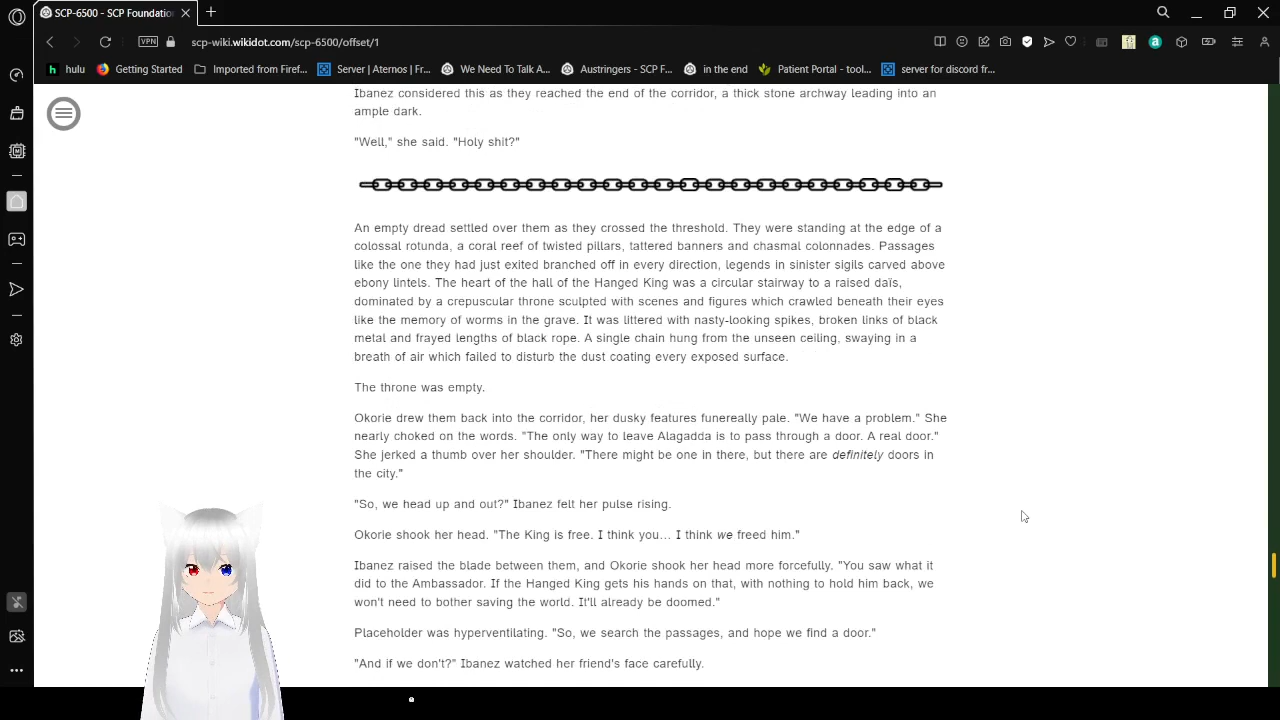 SCP-6500 - SCP Foundatio
VPN
scp-wiki.wikidot.com/scp-6500/offset/1
hulu
Getting Started
Imported from Firef...
Server | Aternos | Fr...
We Need To Talk A...
Austringers - SCP F...
in the end
Patient Portal - tool...
server for discord fr...
Ibanez considered this as they reached the end of the corridor, a thick stone archway leading into an
ample dark.
"Well," she said. "Holy shit?"
An empty dread settled over them as they crossed the threshold. They were standing at the edge of a
colossal rotunda, a coral reef of twisted pillars, tattered banners and chasmal colonnades. Passages
like the one they had just exited branched off in every direction, legends in sinister sigils carved above
ebony lintels. The heart of the hall of the Hanged King was a circular stairway to a raised daïs,
dominated by a crepuscular throne sculpted with scenes and figures which crawled beneath their eyes
like the memory of worms in the grave. It was littered with nasty-looking spikes, broken links of black
metal and frayed lengths of black rope. A single chain hung from the unseen ceiling, swaying in a
breath of air which failed to disturb the dust coating every exposed surface.
The throne was empty.
Okorie drew them back into the corridor, her dusky features funereally pale. "We have a problem." She
nearly choked on the words. "The only way to leave Alagadda is to pass through a door. A real door."
She jerked a thumb over her shoulder. "There might be one in there, but there are definitely doors in
the city."
"So, we head up and out?" Ibanez felt her pulse rising.
Okorie shook her head. "The King is free. I think you... I think we freed him."
Ibanez raised the blade between them, and Okorie shook her head more forcefully. "You saw what it
did to the Ambassador. If the Hanged King gets his hands on that, with nothing to hold him back, we
won't need to bother saving the world. It'll already be doomed."
Placeholder was hyperventilating. "So, we search the passages, and hope we find a door."
"And if we don't?" Ibanez watched her friend's face carefully.